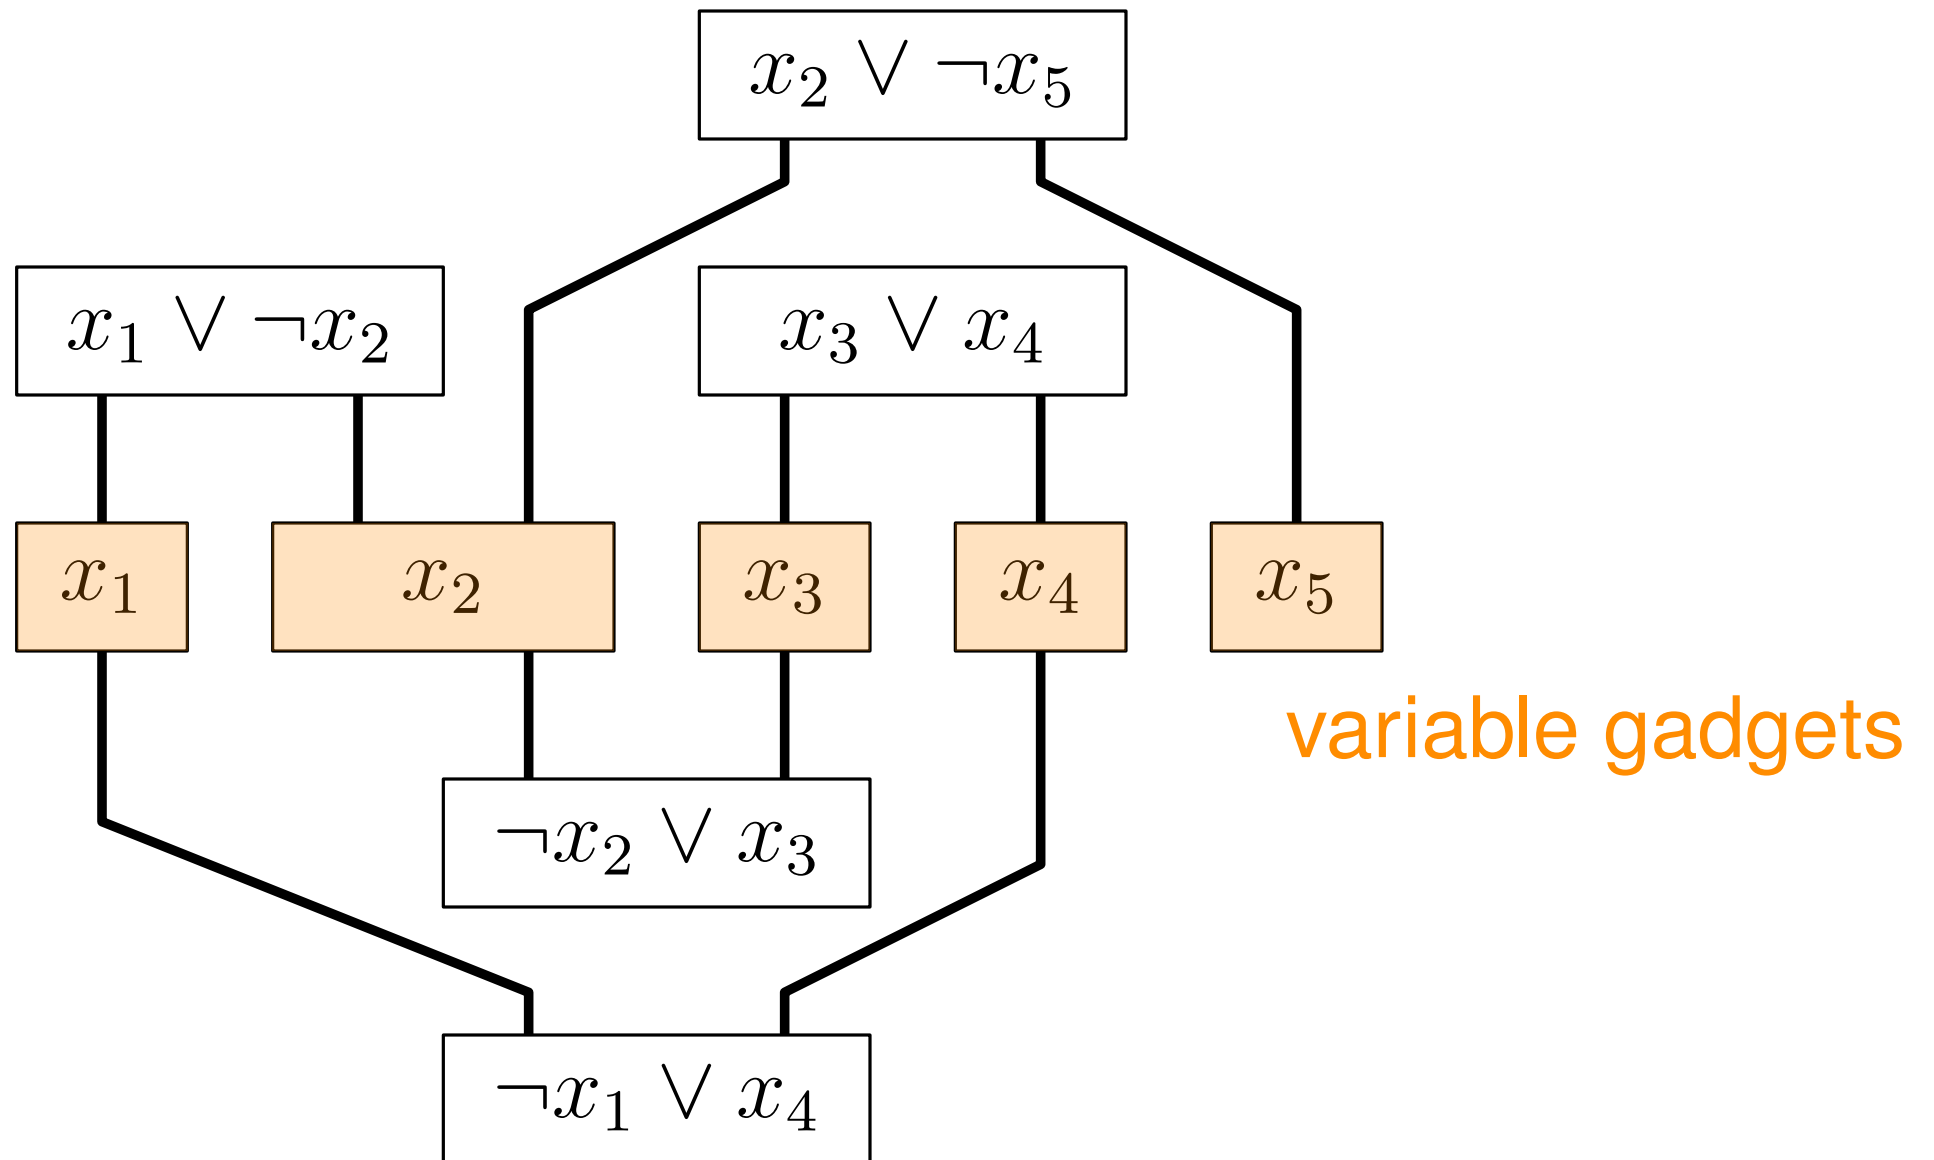 x₂ ∨ ¬x₅
x₁ ∨ ¬x₂
x₃ ∨ x₄
x₁
x₂
x₃
x₄
x₅
variable gadgets
¬x₂ ∨ x₃
¬x₁ ∨ x₄